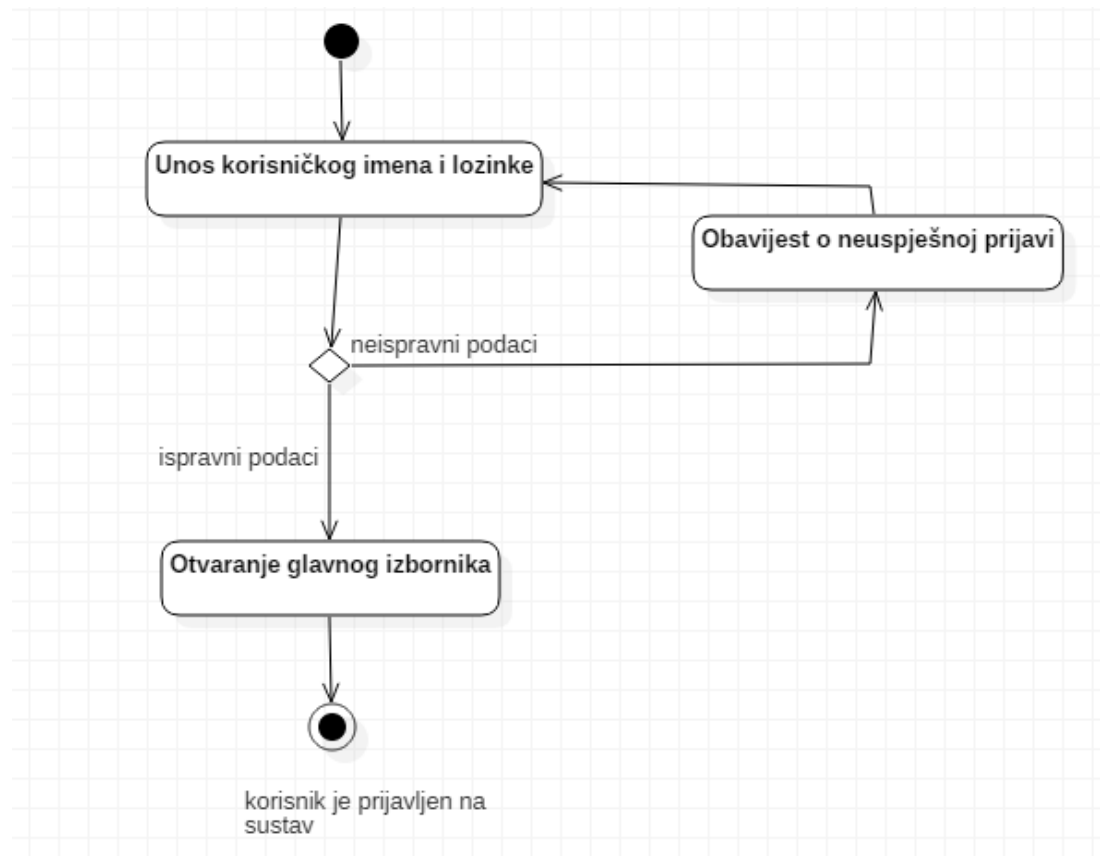 Unos korisničkog imena i lozinke
Obavijest o neuspješnoj prijavi
neispravni podaci
ispravni podaci
Otvaranje glavnog izbornika
korisnik je prijavljen na
sustav